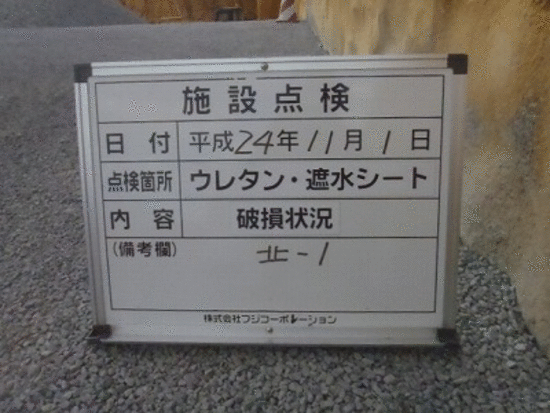 施設点検
日付 平成24年11月1日
点検箇所 ウレタン・遮水シート
内容 破損状況
(備考欄) 北-1
株式会社フジコーポレーション